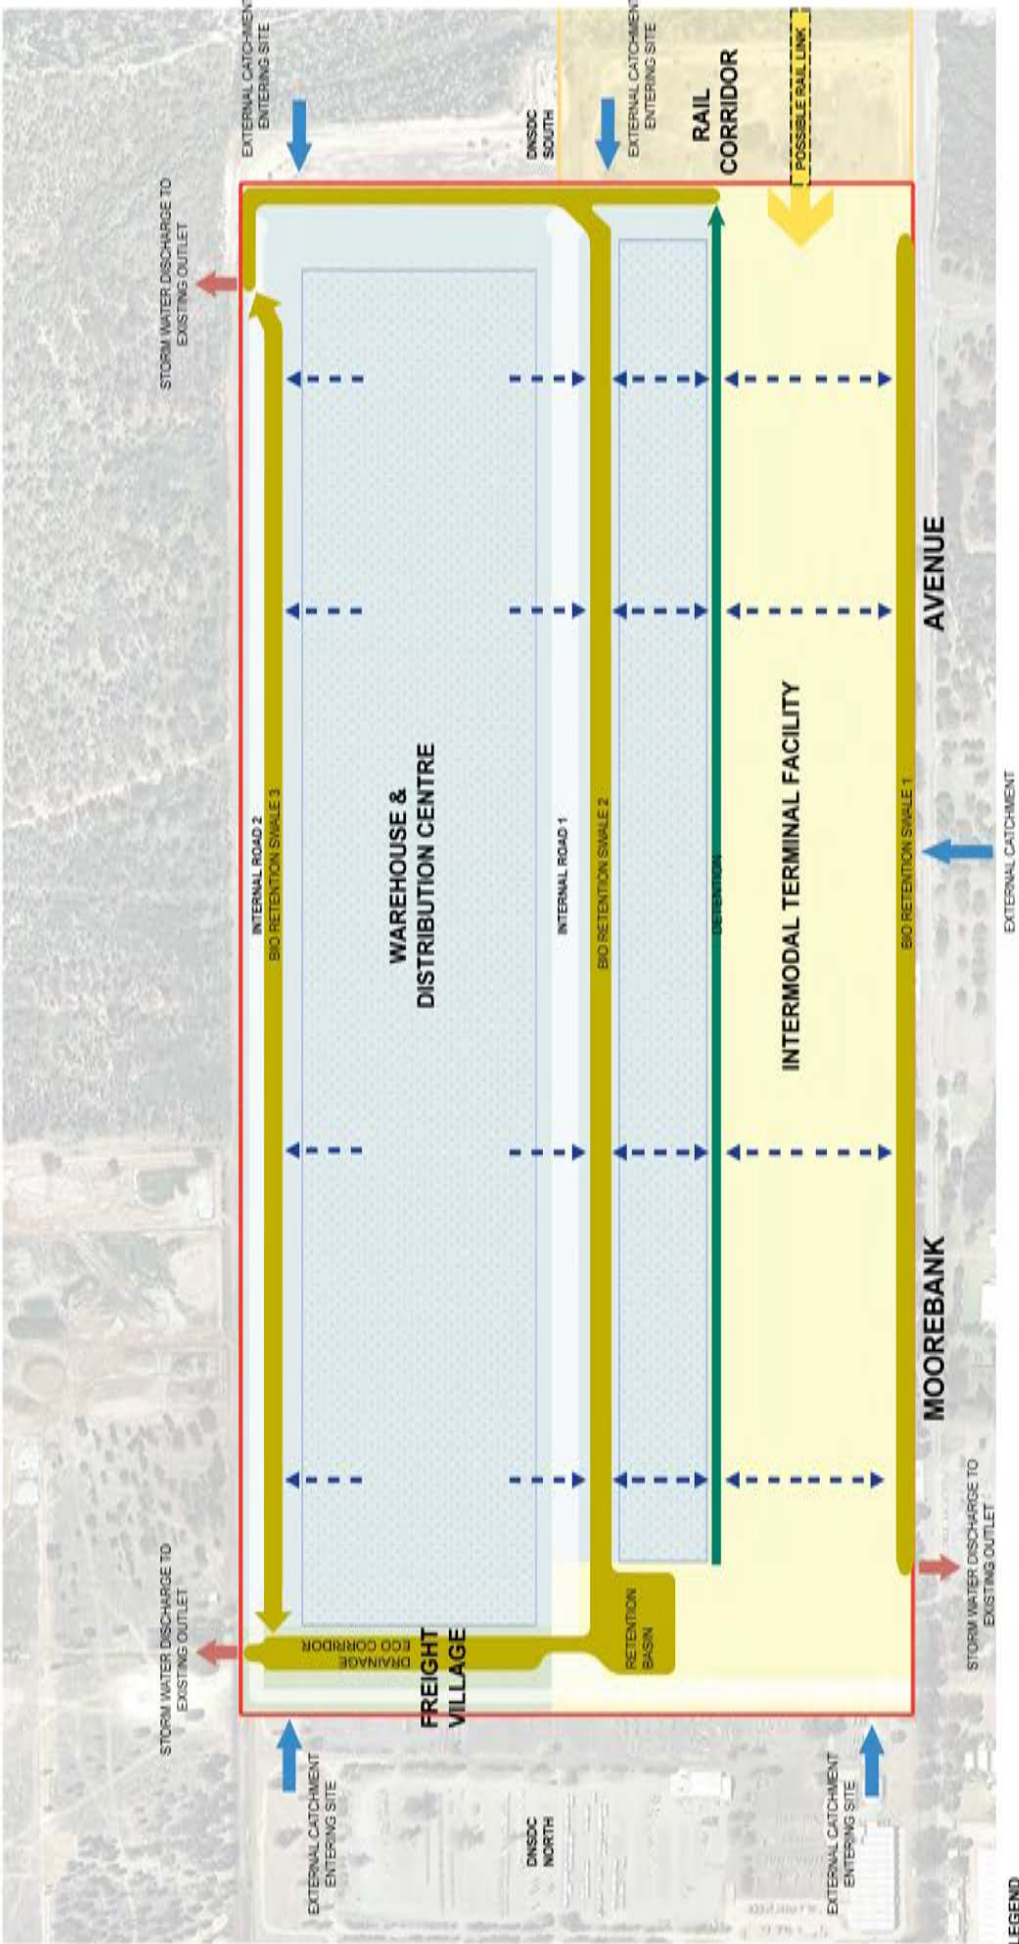 STORM WATER DISCHARGE TO
EXISTING OUTLET
STORM WATER DISCHARGE TO
EXISTING OUTLET
EXTERNAL CATCHMENT
ENTERING SITE
INTERNAL ROAD 2
BIO RETENTION SWALE 3
EXTERNAL CATCHMENT
ENTERING SITE
DRAINAGE
ECO CORRIDOR
FREIGHT
VILLAGE
WAREHOUSE &
DISTRIBUTION CENTRE
DNSDC
NORTH
INTERNAL ROAD 1
DNSDC
SOUTH
BIO RETENTION SWALE 2
EXTERNAL CATCHMENT
ENTERING SITE
RETENTION
BASIN
DETENTION
RAIL
CORRIDOR
INTERMODAL TERMINAL FACILITY
POSSIBLE RAIL LINK
EXTERNAL CATCHMENT
ENTERING SITE
BIO RETENTION SWALE 1
MOOREBANK
AVENUE
STORM WATER DISCHARGE TO
EXISTING OUTLET
EXTERNAL CATCHMENT
LEGEND